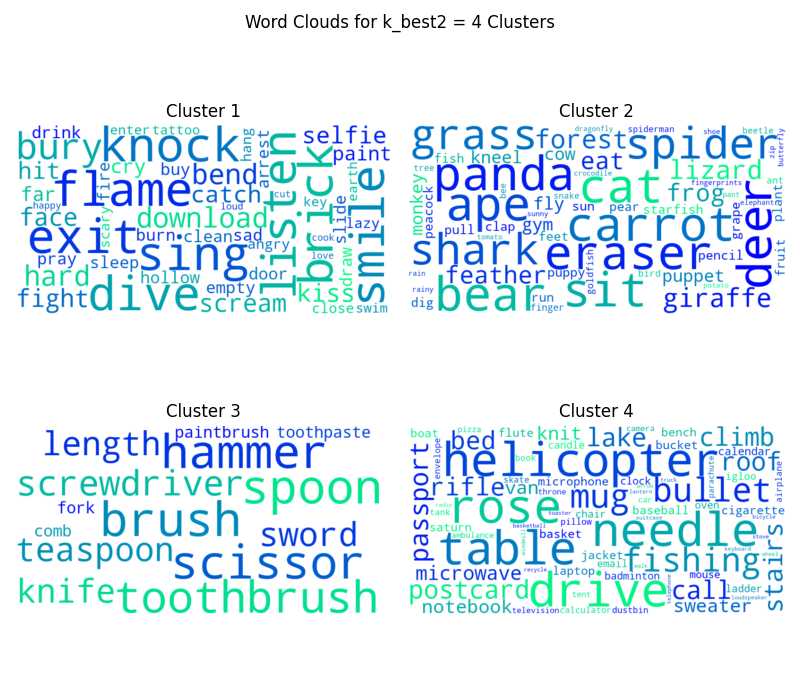 Word Clouds for k_best2 = 4 Clusters
Cluster 1
drink enter tattoo hang selfie
bury knock arrest listen brick paint
hit scary fire cry buy bend earth smile
far flame catch cut key
happy face download loud slide lazy
exit burn clean sad angry cook draw
pray sleep sing door love
hard hollow empty kiss
fight dive scream close swim
Cluster 2
grass forest dragonfly spiderman spider shoe beetle zip butterfly
fish kneel cow eat lizard
tree panda bee crocodile cat frog fingerprints ant
monkey peacock ape snake fly sun pear starfish grape elephant plant
sunny carrot deer
pull clap gym feet
shark tomato eraser pencil fruit
rain feather puppy goldfish bird puppet
rainy bear run sit potato giraffe
dig finger
Cluster 3
paintbrush toothpaste
length hammer
screwdriver spoon
fork brush sword
comb
teaspoon scissor
knife toothbrush
Cluster 4
boat pizza flute knit camera bench calendar
envelope bed candle lake bucket climb
helicopter parachute roof airplane
passport book igloo
rifle skate van microphone clock truck bullet
throne mug lantern car oven cigarette
tank rose chair baseball bicycle
saturn basketball pillow needle
ambulance toaster suitcase stove
table basket jacket email fishing keyboard stairs
microwave recycle laptop badminton mouse ladder
postcard tent drive telephone call loudspeaker
notebook television calculator dustbin sweater